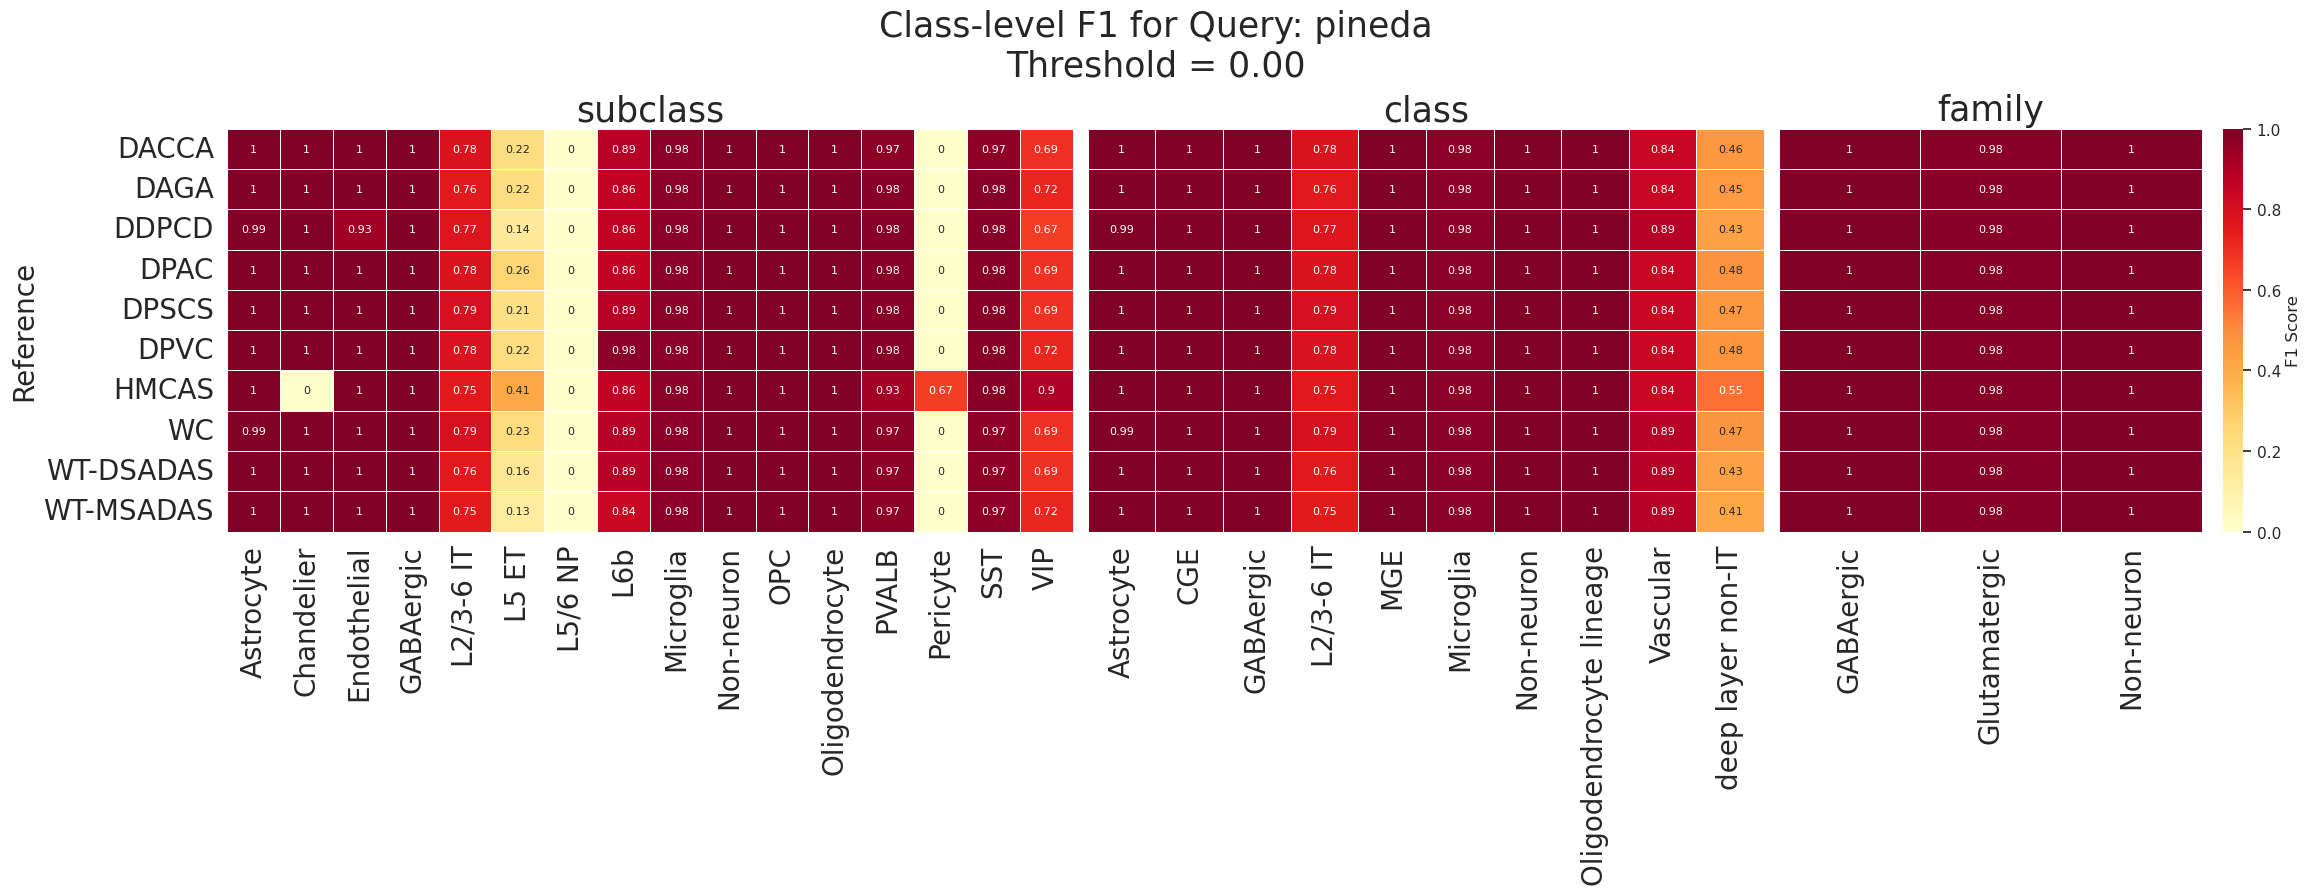 Class-level F1 for Query: pineda
Threshold = 0.00
subclass class family
Reference
DACCA 1 1 1 1 0.78 0.22 0 0.89 0.98 1 1 1 0.97 0 0.97 0.69 1 1 1 0.78 1 0.98 1 1 0.84 0.46 1 0.98 1
DAGA 1 1 1 1 0.76 0.22 0 0.86 0.98 1 1 1 0.98 0 0.98 0.72 1 1 1 0.76 1 0.98 1 1 0.84 0.45 1 0.98 1
DDPCD 0.99 1 0.93 1 0.77 0.14 0 0.86 0.98 1 1 1 0.98 0 0.98 0.67 0.99 1 1 0.77 1 0.98 1 1 0.89 0.43 1 0.98 1
DPAC 1 1 1 1 0.78 0.26 0 0.86 0.98 1 1 1 0.98 0 0.98 0.69 1 1 1 0.78 1 0.98 1 1 0.84 0.48 1 0.98 1
DPSCS 1 1 1 1 0.79 0.21 0 0.89 0.98 1 1 1 0.98 0 0.98 0.69 1 1 1 0.79 1 0.98 1 1 0.84 0.47 1 0.98 1
DPVC 1 1 1 1 0.78 0.22 0 0.98 0.98 1 1 1 0.98 0 0.98 0.72 1 1 1 0.78 1 0.98 1 1 0.84 0.48 1 0.98 1
HMCAS 1 0 1 1 0.75 0.41 0 0.86 0.98 1 1 1 0.93 0.67 0.98 0.9 1 1 1 0.75 1 0.98 1 1 0.84 0.55 1 0.98 1
WC 0.99 1 1 1 0.79 0.23 0 0.89 0.98 1 1 1 0.97 0 0.97 0.69 0.99 1 1 0.79 1 0.98 1 1 0.89 0.47 1 0.98 1
WT-DSADAS 1 1 1 1 0.76 0.16 0 0.89 0.98 1 1 1 0.97 0 0.97 0.69 1 1 1 0.76 1 0.98 1 1 0.89 0.43 1 0.98 1
WT-MSADAS 1 1 1 1 0.75 0.13 0 0.84 0.98 1 1 1 0.97 0 0.97 0.72 1 1 1 0.75 1 0.98 1 1 0.89 0.41 1 0.98 1
Astrocyte
Chandelier
Endothelial
GABAergic
L2/3-6 IT
L5 ET
L5/6 NP
L6b
Microglia
Non-neuron
OPC
Oligodendrocyte
PVALB
Pericyte
SST
VIP
Astrocyte
CGE
GABAergic
L2/3-6 IT
MGE
Microglia
Non-neuron
Oligodendrocyte lineage
Vascular
deep layer non-IT
GABAergic
Glutamatergic
Non-neuron
1.0
0.8
0.6
0.4
0.2
0.0
F1 Score